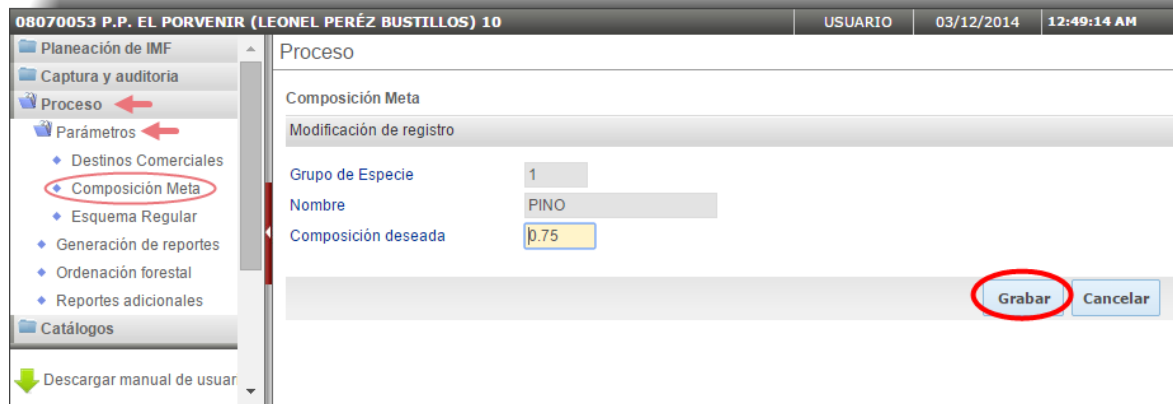 08070053 P.P. EL PORVENIR (LEONEL PERÉZ BUSTILLOS) 10 USUARIO 03/12/2014 12:49:14 AM
Planeación de IMF
Captura y auditoria
Proceso
Parámetros
Destinos Comerciales
Composición Meta
Esquema Regular
Generación de reportes
Ordenación forestal
Reportes adicionales
Catálogos
Descargar manual de usuar
Proceso
Composición Meta
Modificación de registro
Grupo de Especie 1
Nombre PINO
Composición deseada 0.75
Grabar Cancelar